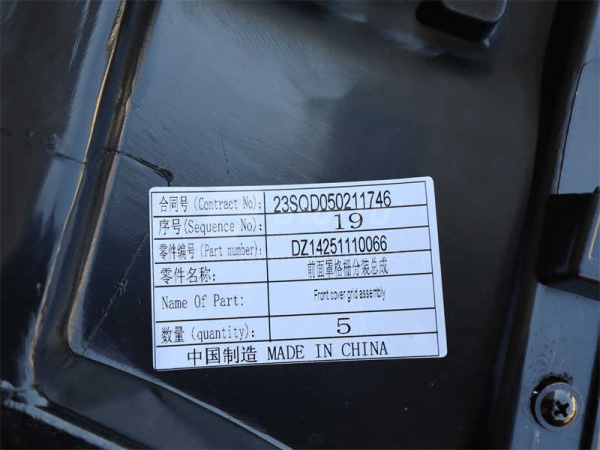 合同号 (Contract No): 23SQD050211746
序号(Sequence No) 19
零件编号 (Part number): DZ14251110066
零件名称: 前面罩格栅分装总成
Name Of Part: Front cover grid assembly
数量 (quantity): 5
中国制造 MADE IN CHINA